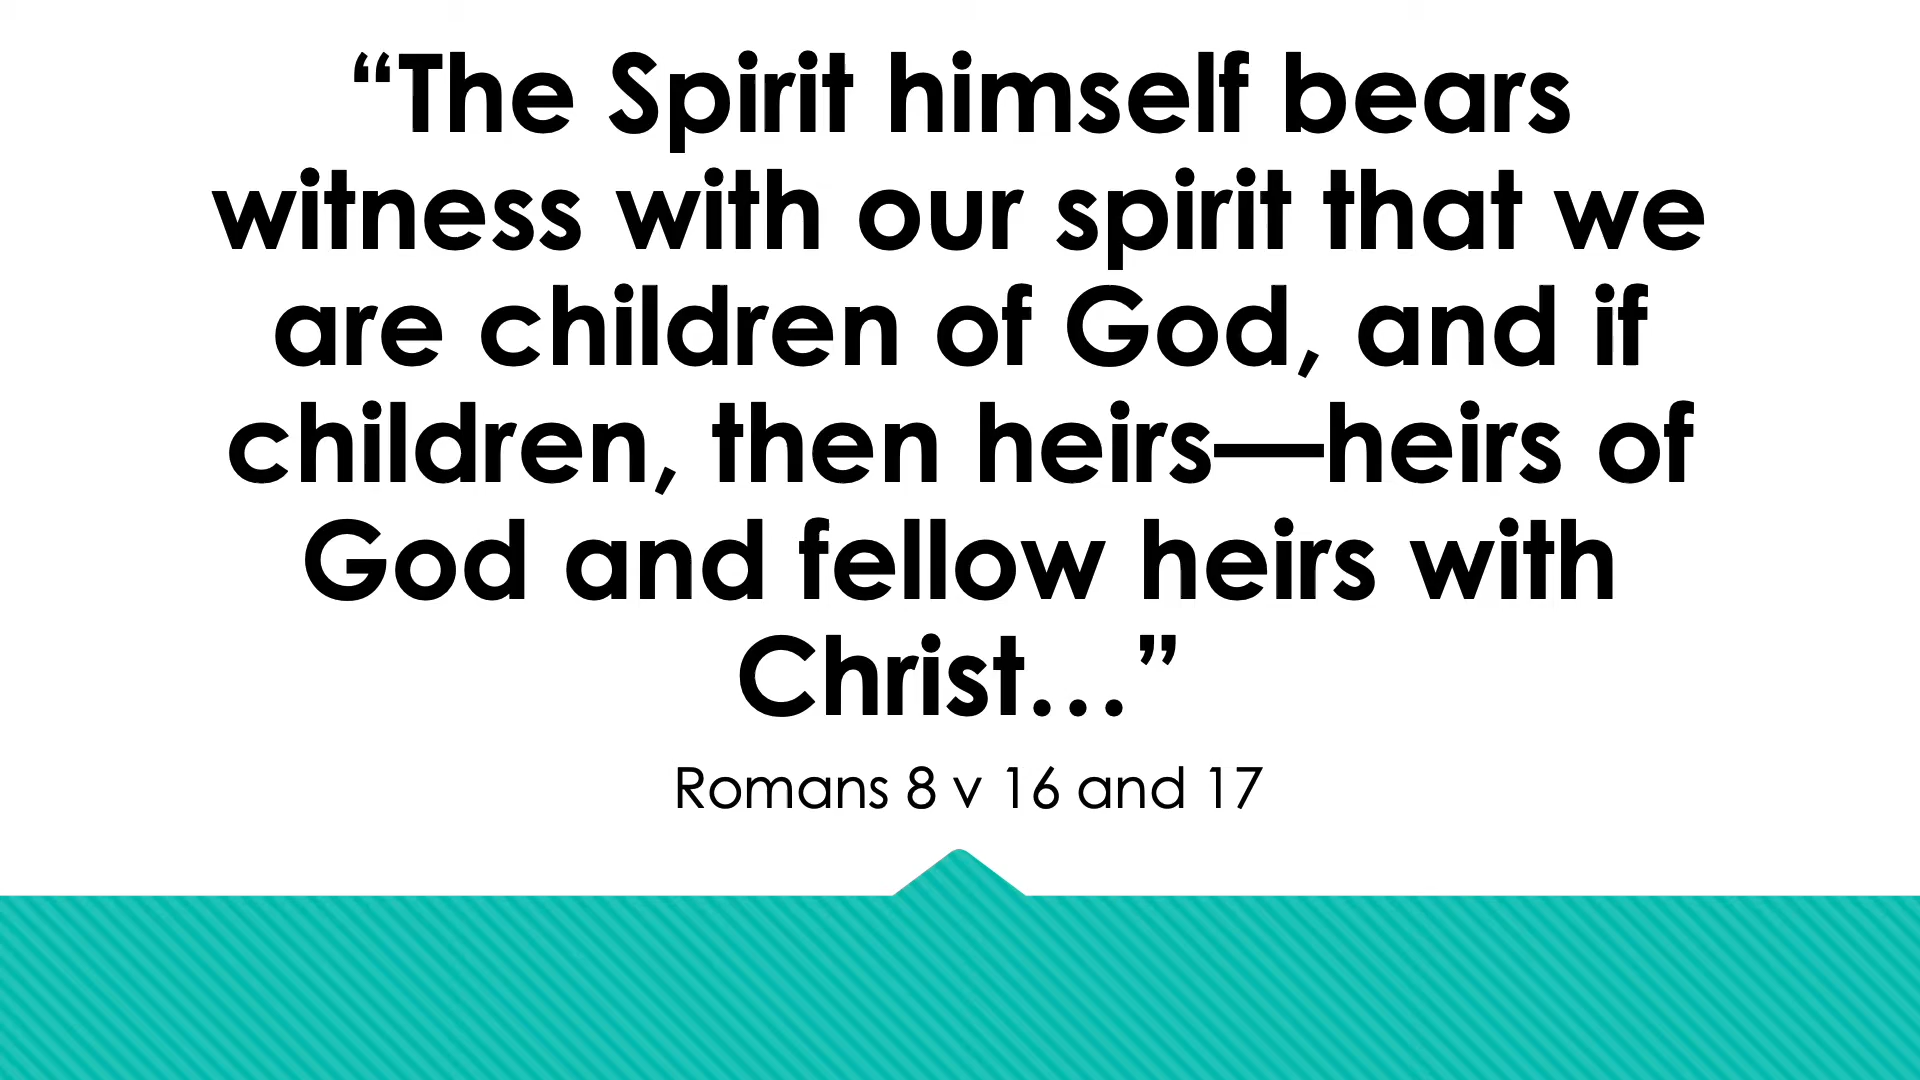 “The Spirit himself bears
witness with our spirit that we
are children of God, and if
children, then heirs—heirs of
God and fellow heirs with
Christ…”
Romans 8 v 16 and 17